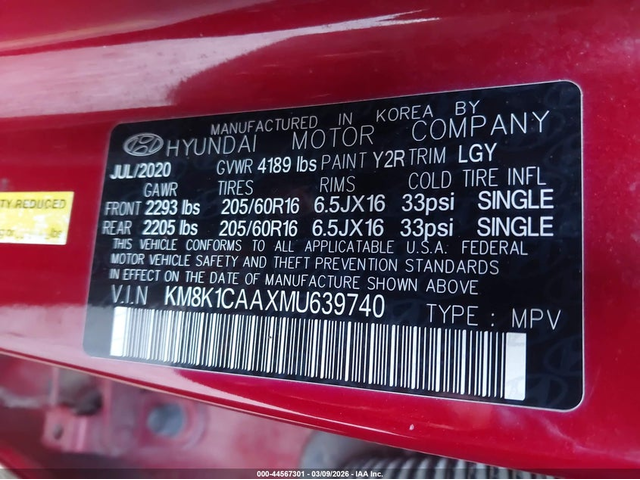 MANUFACTURED IN KOREA BY
HYUNDAI MOTOR COMPANY
JUL/2020 GVWR 4189 lbs PAINT Y2R TRIM LGY
GAWR TIRES RIMS COLD TIRE INFL
FRONT 2293 lbs 205/60R16 6.5JX16 33psi SINGLE
REAR 2205 lbs 205/60R16 6.5JX16 33psi SINGLE
THIS VEHICLE CONFORMS TO ALL APPLICATABLE U.S.A. FEDERAL
MOTOR VEHICLE SAFETY AND THEFT PREVENTION STANDARDS
IN EFFECT ON THE DATE OF MANUFACTURE SHOWN ABOVE
V.I.N KM8K1CAAXMU639740 TYPE : MPV
REDUCED
lbs
000-44567301 - 03/09/2026 - IAA Inc.